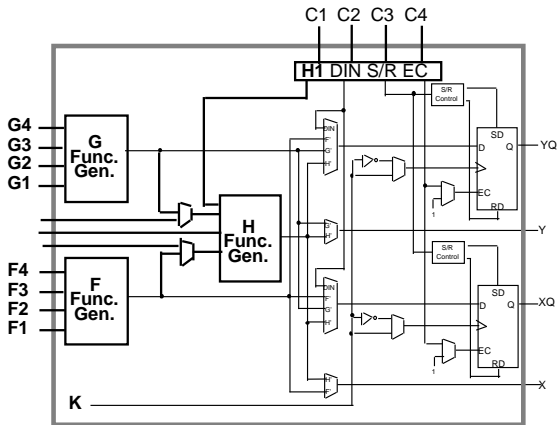 C1 C2 C3 C4
H1 DIN S/R EC
S/R
Control
G4
G3
G2
G1
G
Func.
Gen.
DIN
F'
G'
H'
SD
D Q
EC
RD
1
YQ
H
Func.
Gen.
G'
H'
Y
S/R
Control
F4
F3
F2
F1
F
Func.
Gen.
DIN
F'
G'
H'
SD
D Q
EC
RD
1
XQ
H'
F'
X
K